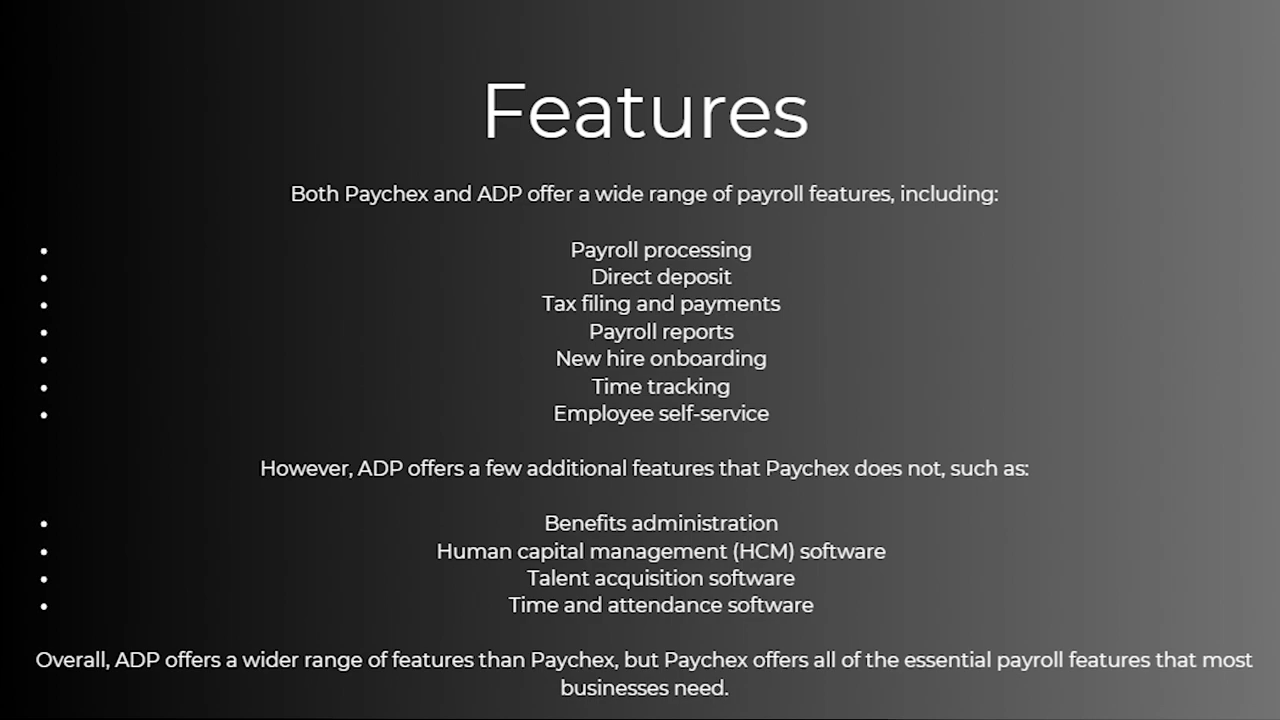 Features
Both Paychex and ADP offer a wide range of payroll features, including:
• Payroll processing
• Direct deposit
• Tax filing and payments
• Payroll reports
• New hire onboarding
• Time tracking
• Employee self-service
However, ADP offers a few additional features that Paychex does not, such as:
• Benefits administration
• Human capital management (HCM) software
• Talent acquisition software
• Time and attendance software
Overall, ADP offers a wider range of features than Paychex, but Paychex offers all of the essential payroll features that most
businesses need.